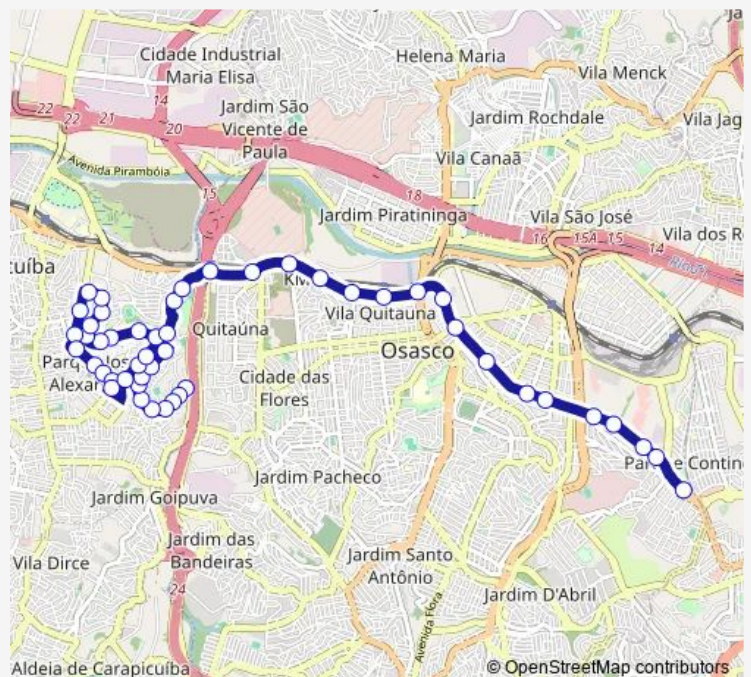 Cidade Industrial
Maria Elisa
Helena Maria
Vila Menck
22
22
21
20
14
Jardim São
Vicente de
Paula
Jardim Rochdale
Vila Jag
Vila Canaã
Avenida Pirambóia
15
18
Jardim Piratininga
Vila São José
16
15A
15
14
Vila dos R
cuíba
Vila Quitaúna
Quitaúna
Osasco
Alexan
Cidade das
Flores
e Contin
Jardim Pacheco
Jardim Goipuva
Jardim das
Bandeiras
Vila Dirce
24
Jardim Santo
Antônio
Jardim D'Abril
Avenida Flora
Aldeia de Carapicuíba
© OpenStreetMap contributors